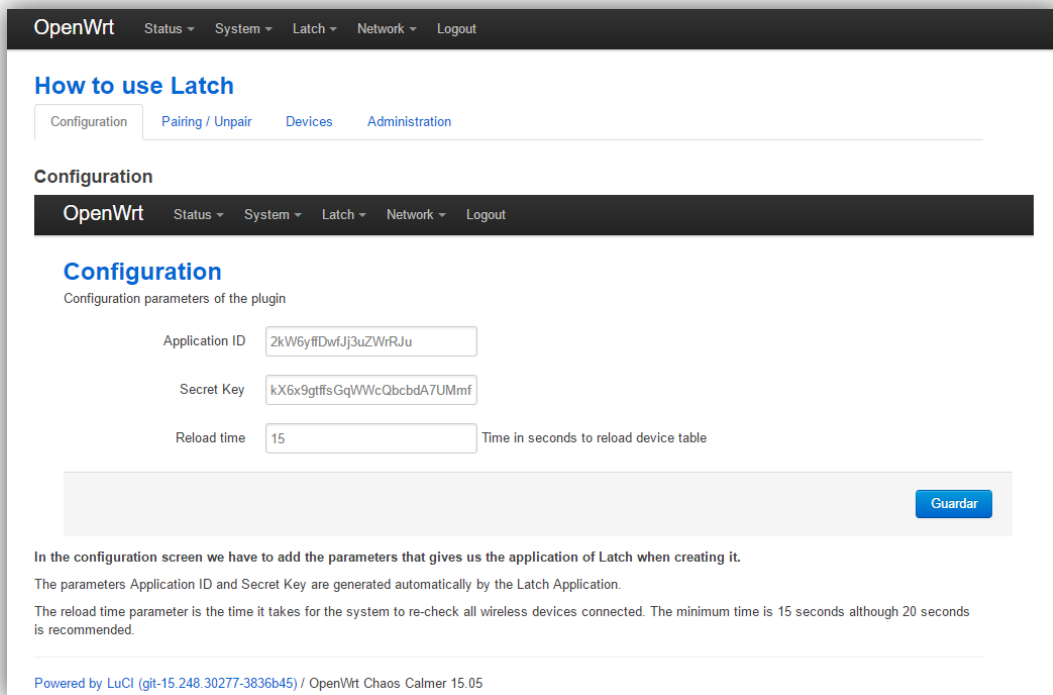 OpenWrt Status System Latch Network Logout
How to use Latch
Configuration Pairing / Unpair Devices Administration
Configuration
OpenWrt Status System Latch Network Logout
Configuration
Configuration parameters of the plugin
Application ID 2kW6yffDwfJj3uZWrRJu
Secret Key kX6x9gtffsGqWWcQbcbdA7UMmf
Reload time 15 Time in seconds to reload device table
Guardar
In the configuration screen we have to add the parameters that gives us the application of Latch when creating it.
The parameters Application ID and Secret Key are generated automatically by the Latch Application.
The reload time parameter is the time it takes for the system to re-check all wireless devices connected. The minimum time is 15 seconds although 20 seconds
is recommended.
Powered by LuCI (git-15.248.30277-3836b45) / OpenWrt Chaos Calmer 15.05